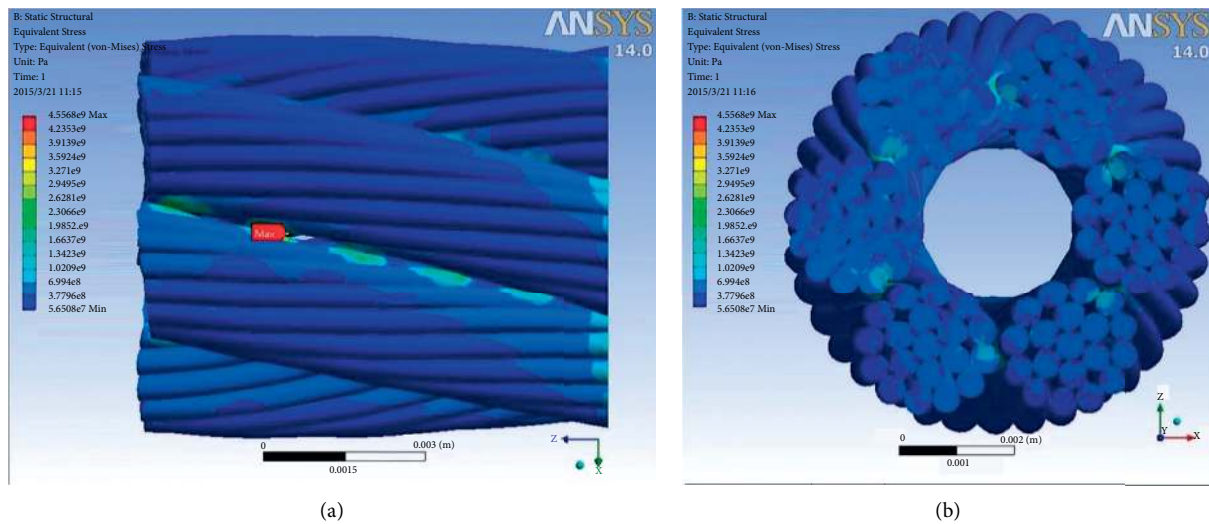 B: Static Structural
Equivalent Stress
Type: Equivalent (von-Mises) Stress
Unit: Pa
Time: 1
2015/3/21 11:15
ANSYS
14.0
4.5568e9 Max
4.2353e9
3.9139e9
3.5924e9
3.271e9
2.9495e9
2.6281e9
2.3066e9
1.9852.e9
1.6637e9
1.3423e9
1.0209e9
6.994e8
3.7796e8
5.6508e7 Min
Max
0
0.003 (m)
0.0015
Z
X
(a)
B: Static Structural
Equivalent Stress
Type: Equivalent (von-Mises) Stress
Unit: Pa
Time: 1
2015/3/21 11:16
ANSYS
14.0
4.5568e9 Max
4.2353e9
3.9139e9
3.5924e9
3.271e9
2.9495e9
2.6281e9
2.3066e9
1.9852.e9
1.6637e9
1.3423e9
1.0209e9
6.994e8
3.7796e8
5.6508e7 Min
0
0.002 (m)
0.001
Z
Y
X
(b)